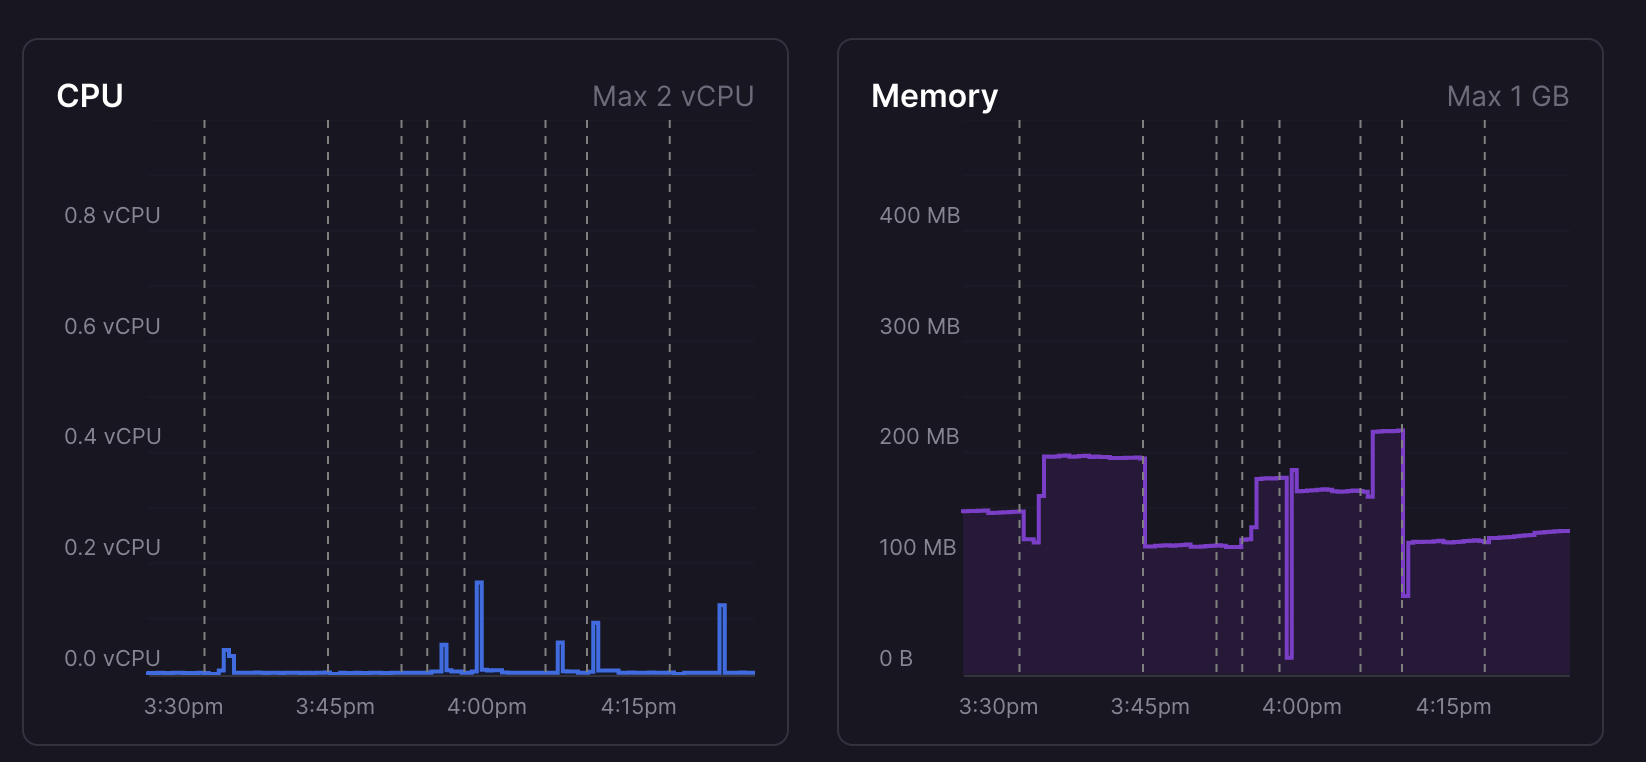 CPU
Max 2 vCPU
0.8 vCPU
0.6 vCPU
0.4 vCPU
0.2 vCPU
0.0 vCPU
3:30pm 3:45pm 4:00pm 4:15pm
Memory
Max 1 GB
400 MB
300 MB
200 MB
100 MB
0 B
3:30pm 3:45pm 4:00pm 4:15pm